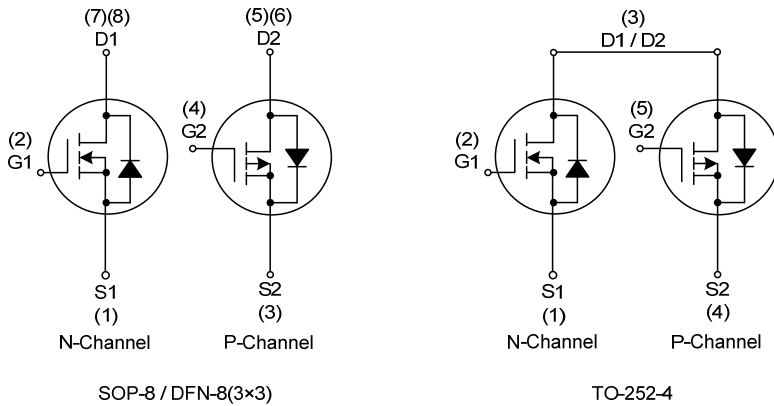 (7)(8)
D1
(5)(6)
D2
(3)
D1 / D2
(2)
G1
(4)
G2
(2)
G1
(5)
G2
S1
(1)
S2
(3)
S1
(1)
S2
(4)
N-Channel
P-Channel
N-Channel
P-Channel
SOP-8 / DFN-8(3×3)
TO-252-4